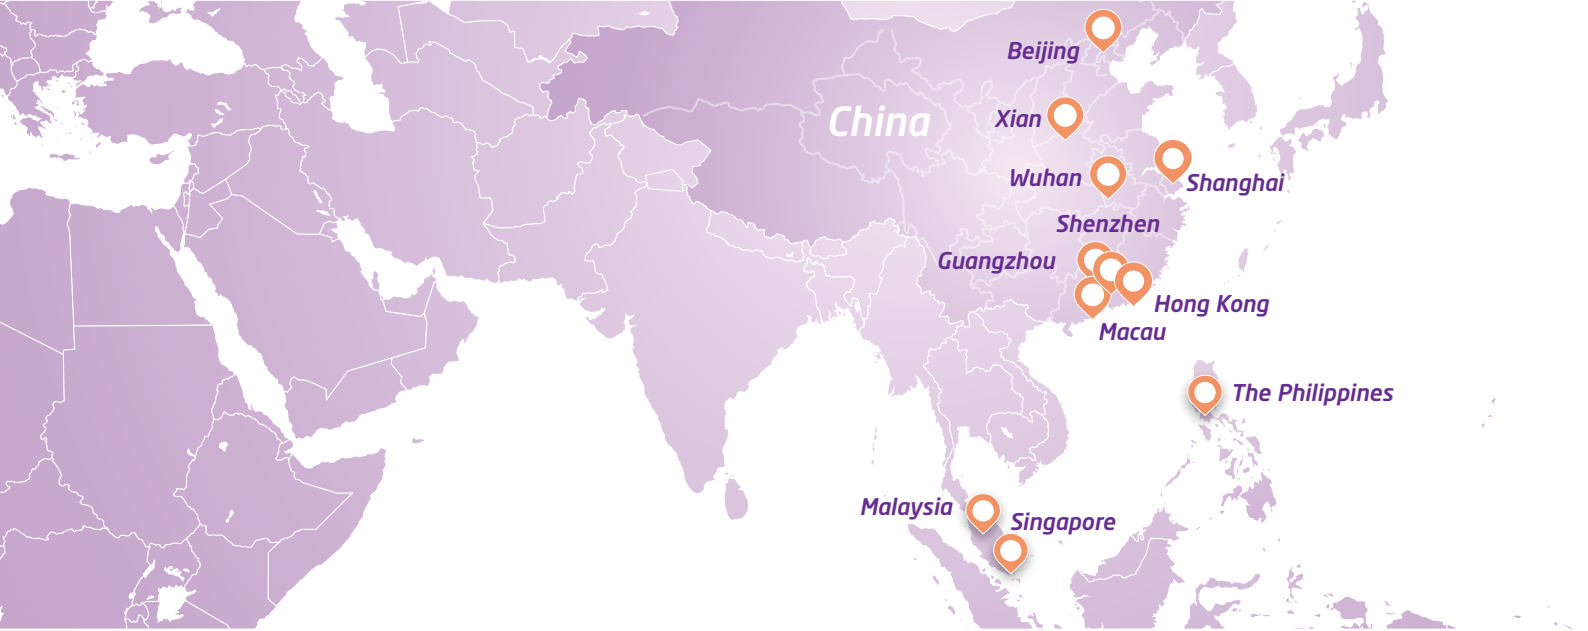 Beijing
Xian
China
Wuhan
Shanghai
Shenzhen
Guangzhou
Hong Kong
Macau
The Philippines
Malaysia
Singapore